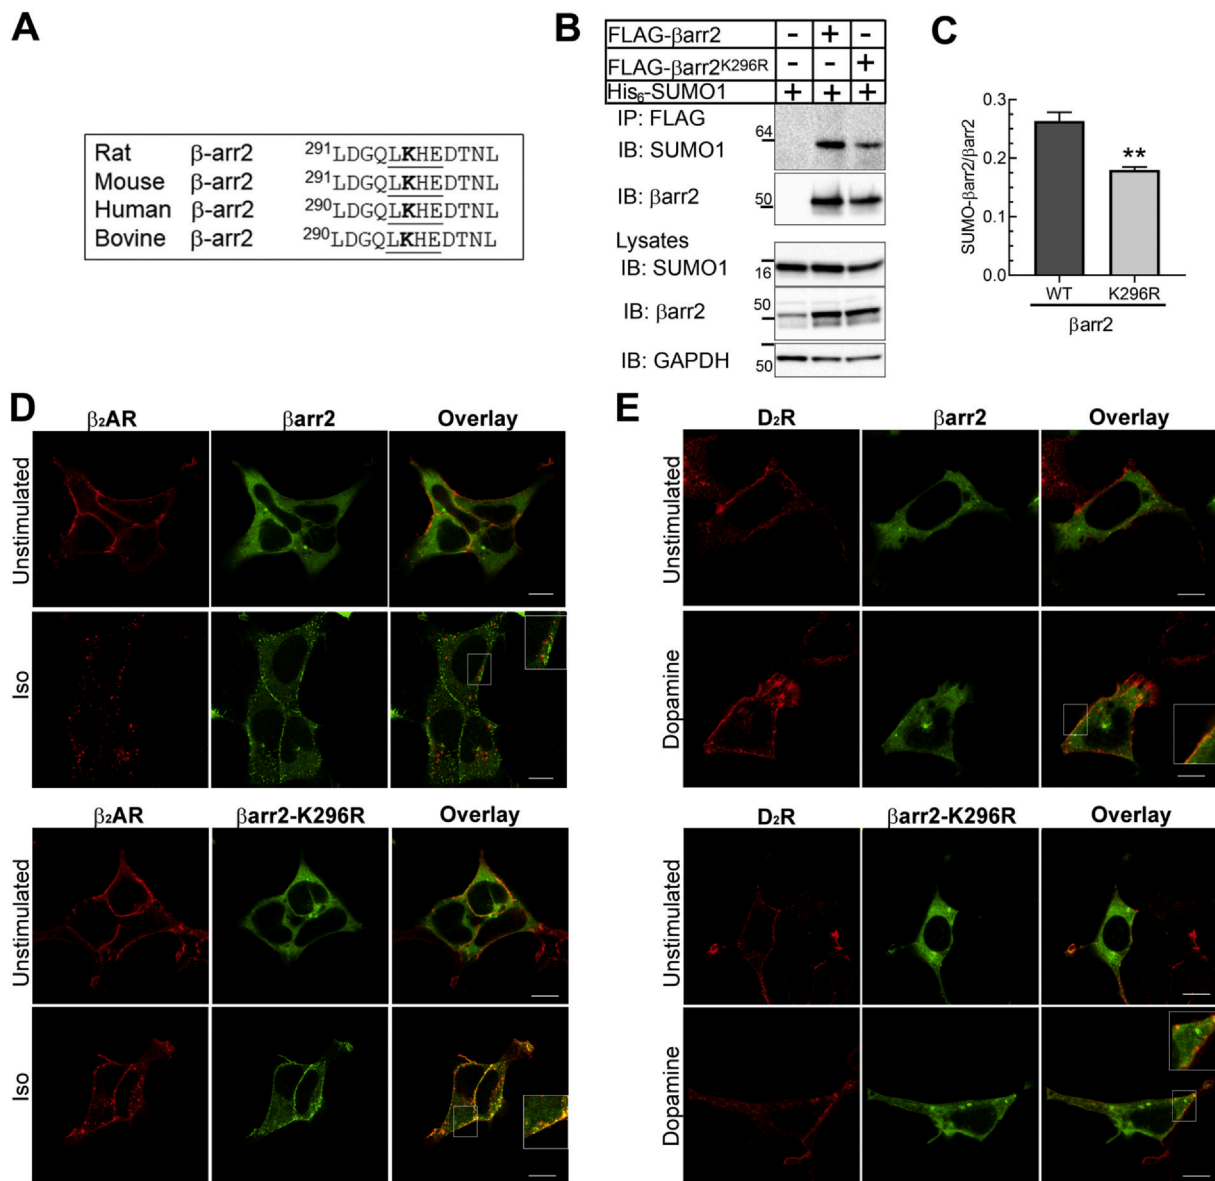 A
Rat β-arr2 ²⁹¹LDGQLKHEDTNL
Mouse β-arr2 ²⁹¹LDGQLKHEDTNL
Human β-arr2 ²⁹⁰LDGQLKHEDTNL
Bovine β-arr2 ²⁹⁰LDGQLKHEDTNL
B
FLAG-βarr2 - + -
FLAG-βarr2ᴷ²⁹⁶ᴿ - - +
His₆-SUMO1 + + +
IP: FLAG
64
IB: SUMO1
IB: βarr2 50
Lysates
IB: SUMO1 16
50
IB: βarr2
IB: GAPDH 50
C
0.3
0.2
0.1
0.0
SUMO-βarr2/βarr2
**
WT K296R
βarr2
D
β₂AR βarr2 Overlay
Unstimulated
Iso
β₂AR βarr2-K296R Overlay
Unstimulated
Iso
E
D₂R βarr2 Overlay
Unstimulated
Dopamine
D₂R βarr2-K296R Overlay
Unstimulated
Dopamine